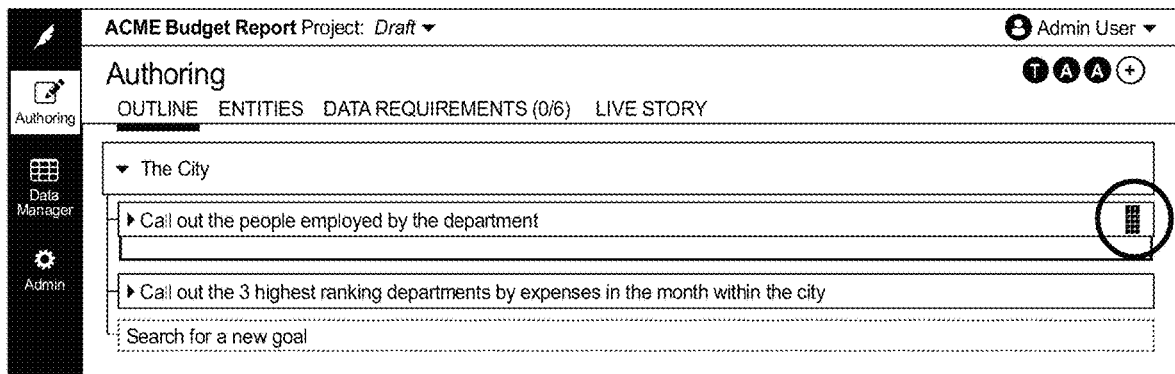 ACME Budget Report Project: Draft
Admin User
Authoring
T A A +
OUTLINE ENTITIES DATA REQUIREMENTS (0/6) LIVE STORY
Authoring
Data
Manager
Admin
The City
Call out the people employed by the department
Call out the 3 highest ranking departments by expenses in the month within the city
Search for a new goal